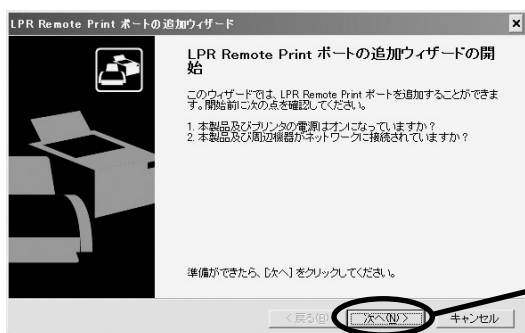 LPR Remote Print ポートの追加ウィザード
LPR Remote Print ポートの追加ウィザードの開
始
このウィザードでは、LPR Remote Print ポートを追加することができま
す。開始前に次の点を確認してください。
1. 本製品及びプリンタの電源はオンになっていますか？
2. 本製品及び周辺機器がネットワークに接続されていますか？
準備ができたら、[次へ] をクリックしてください。
< 戻る(B)
次へ(N) >
キャンセル